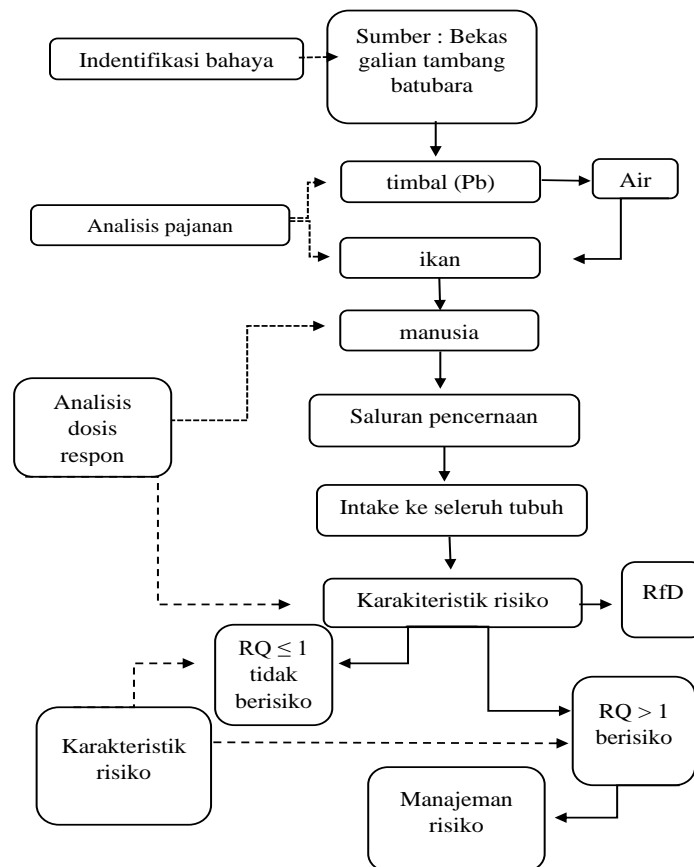 Sumber : Bekas
galian tambang
batubara
Indentifikasi bahaya
timbal (Pb)
Air
Analisis pajanan
ikan
manusia
Analisis
dosis
respon
Saluran pencernaan
Intake ke seleruh tubuh
Karakiteristik risiko
RfD
RQ ≤ 1
tidak
berisiko
RQ > 1
berisiko
Karakteristik
risiko
Manajeman
risiko